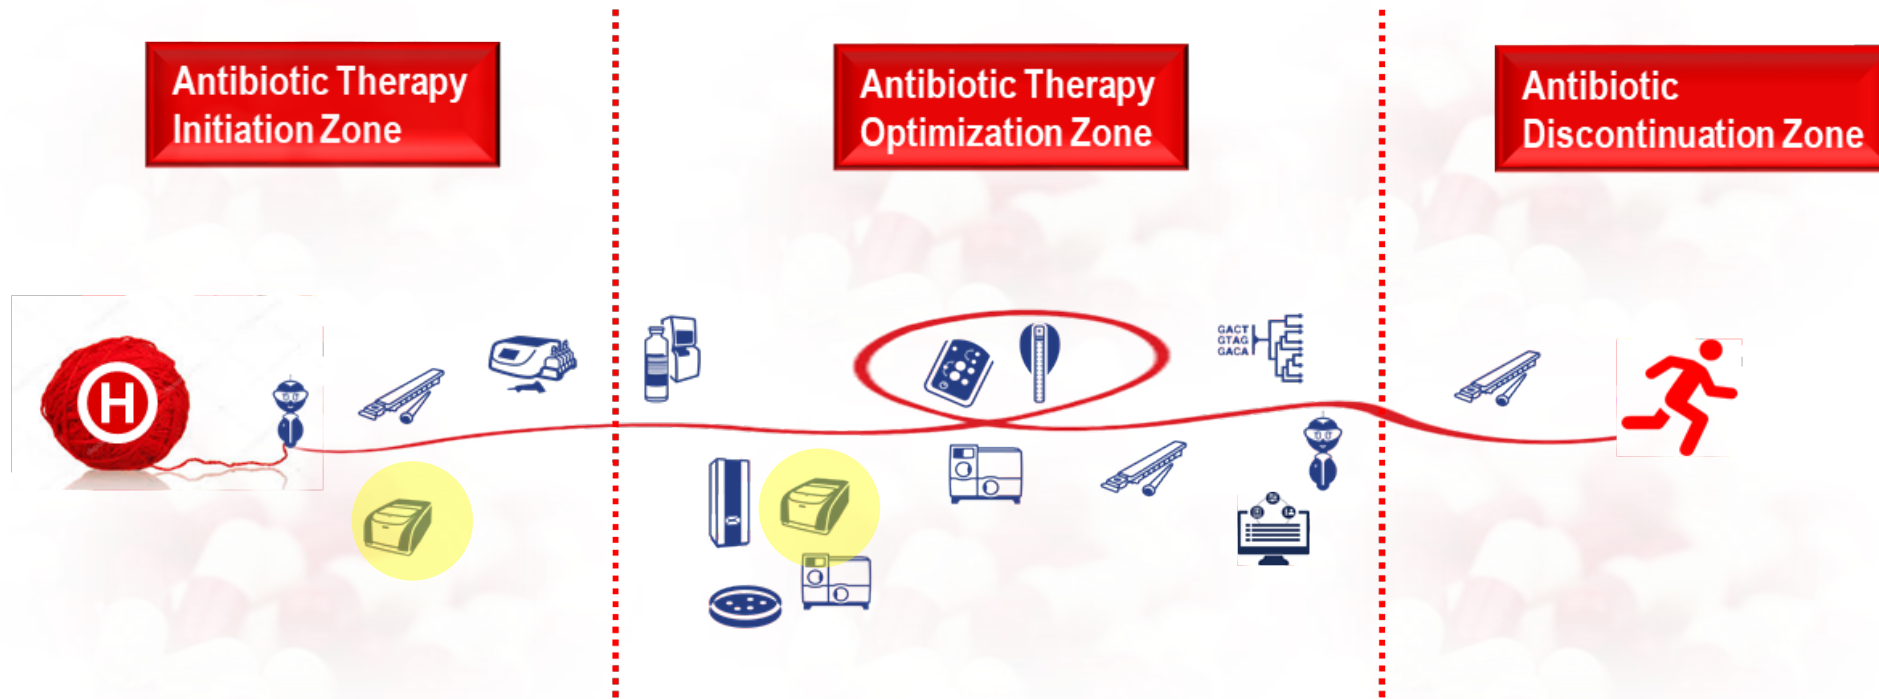 Antibiotic Therapy
Initiation Zone
Antibiotic Therapy
Optimization Zone
Antibiotic
Discontinuation Zone
H
GACT
GTAG
GACA